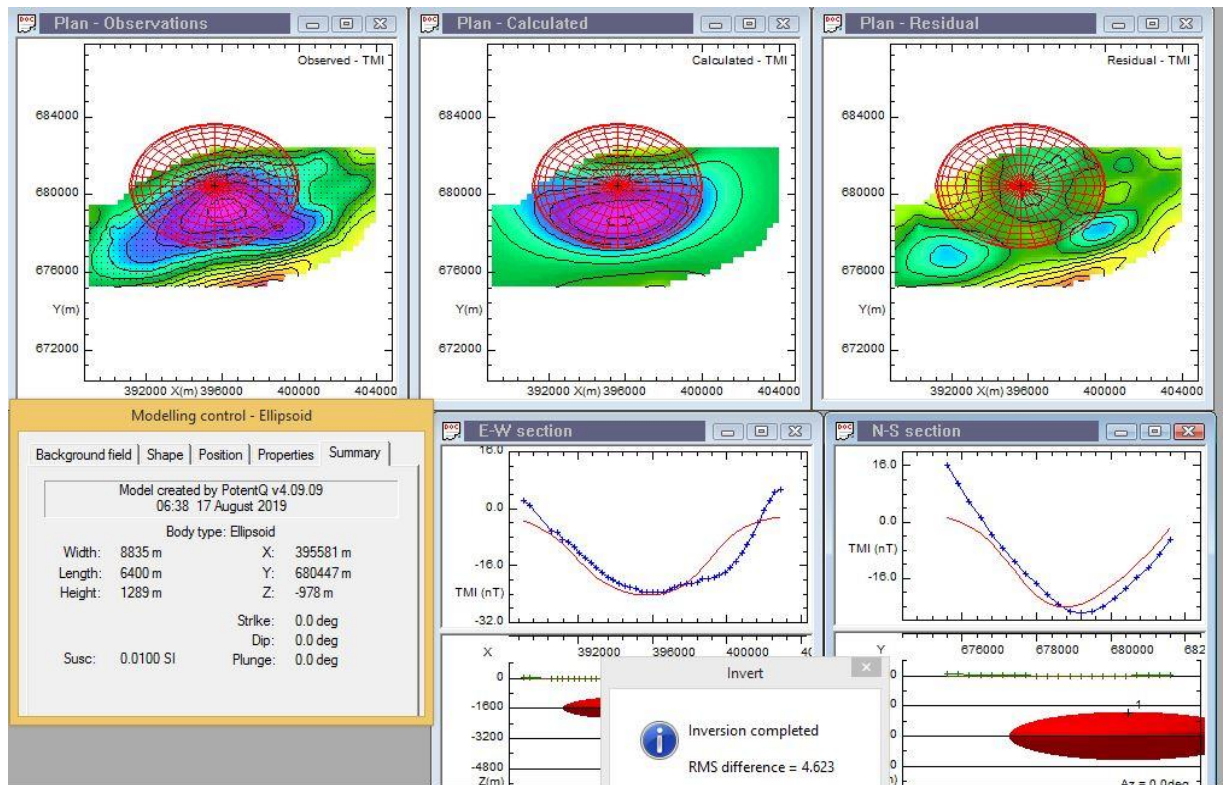 Plan - Observations
Observed - TMI
684000
680000
676000
Y(m)
672000
392000 X(m) 396000 400000 404000
Plan - Calculated
Calculated - TMI
684000
680000
676000
Y(m)
672000
392000 X(m) 396000 400000 404000
Plan - Residual
Residual - TMI
684000
680000
676000
Y(m)
672000
392000 X(m) 396000 400000 404000
Modelling control - Ellipsoid
Background field Shape Position Properties Summary
Model created by PotentQ v4.09.09
06:38 17 August 2019
Body type: Ellipsoid
Width: 8835 m X: 395581 m
Length: 6400 m Y: 680447 m
Height: 1289 m Z: -978 m
Strike: 0.0 deg
Dip: 0.0 deg
Susc: 0.0100 SI Plunge: 0.0 deg
E-W section
16.0
0.0
-16.0
TMI (nT)
-32.0
X 392000 396000 400000
0
-1600
-3200
-4800
Z(m)
N-S section
16.0
0.0
TMI (nT)
-16.0
Y 676000 678000 680000 682
1
Az = 0.0deg
Invert
Inversion completed
RMS difference = 4.623